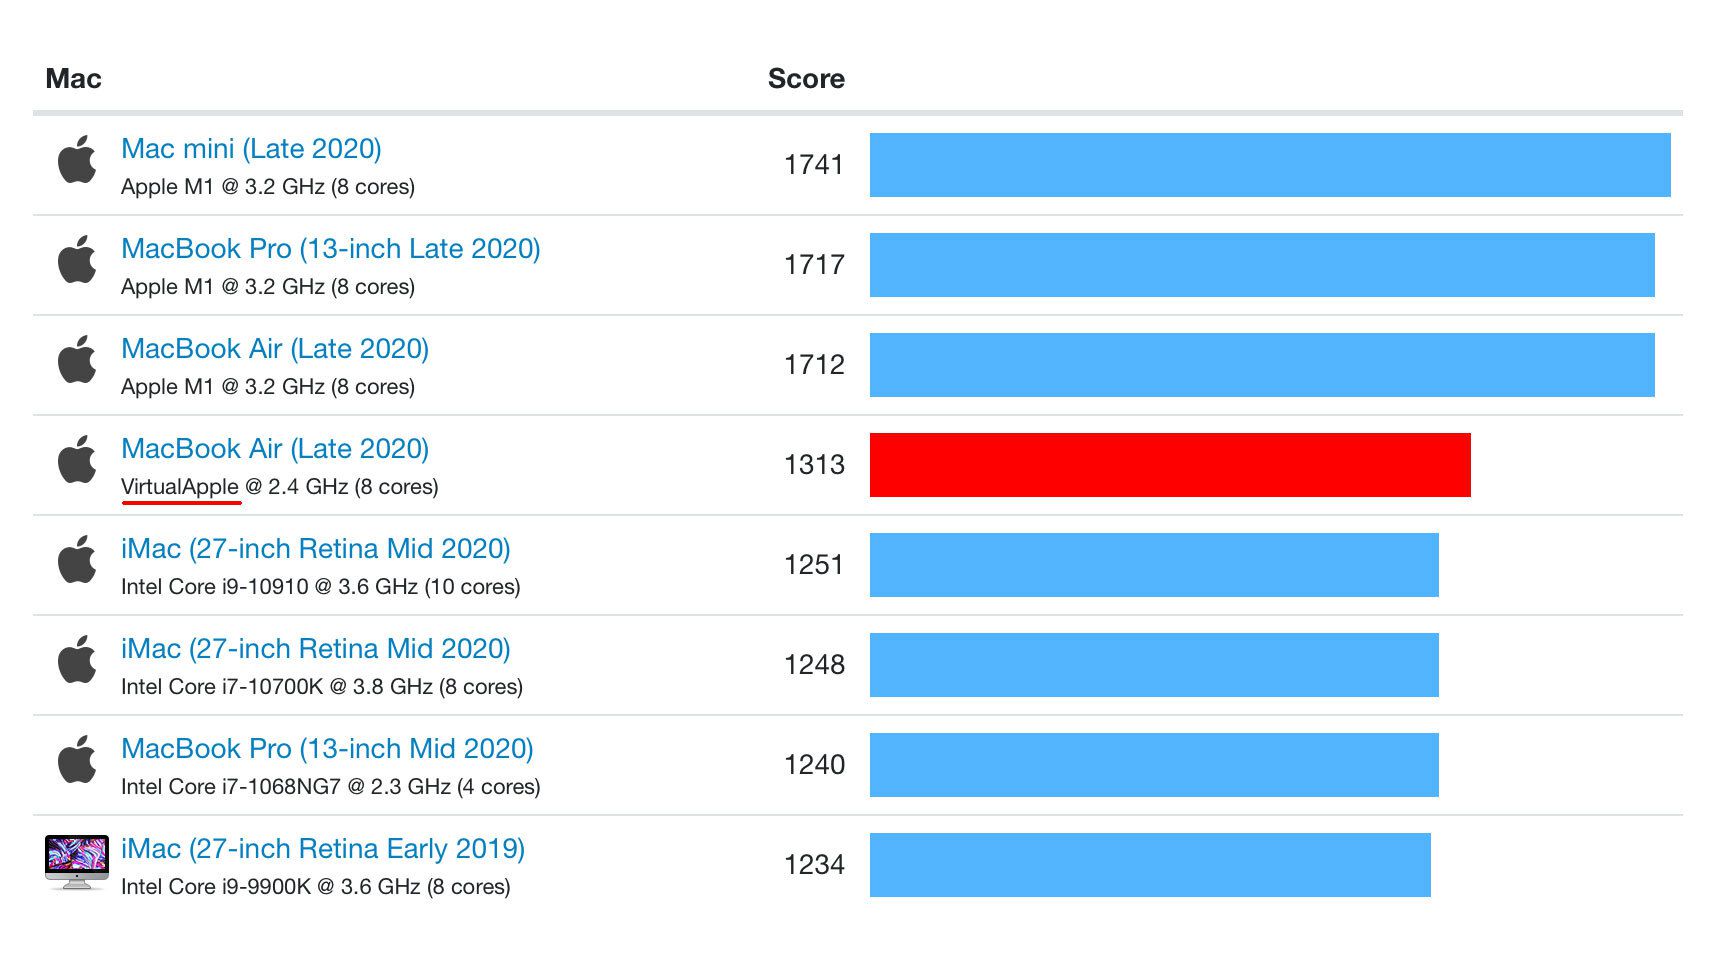 Mac Score
Mac mini (Late 2020)
Apple M1 @ 3.2 GHz (8 cores)
1741
MacBook Pro (13-inch Late 2020)
Apple M1 @ 3.2 GHz (8 cores)
1717
MacBook Air (Late 2020)
Apple M1 @ 3.2 GHz (8 cores)
1712
MacBook Air (Late 2020)
VirtualApple @ 2.4 GHz (8 cores)
1313
iMac (27-inch Retina Mid 2020)
Intel Core i9-10910 @ 3.6 GHz (10 cores)
1251
iMac (27-inch Retina Mid 2020)
Intel Core i7-10700K @ 3.8 GHz (8 cores)
1248
MacBook Pro (13-inch Mid 2020)
Intel Core i7-1068NG7 @ 2.3 GHz (4 cores)
1240
iMac (27-inch Retina Early 2019)
Intel Core i9-9900K @ 3.6 GHz (8 cores)
1234